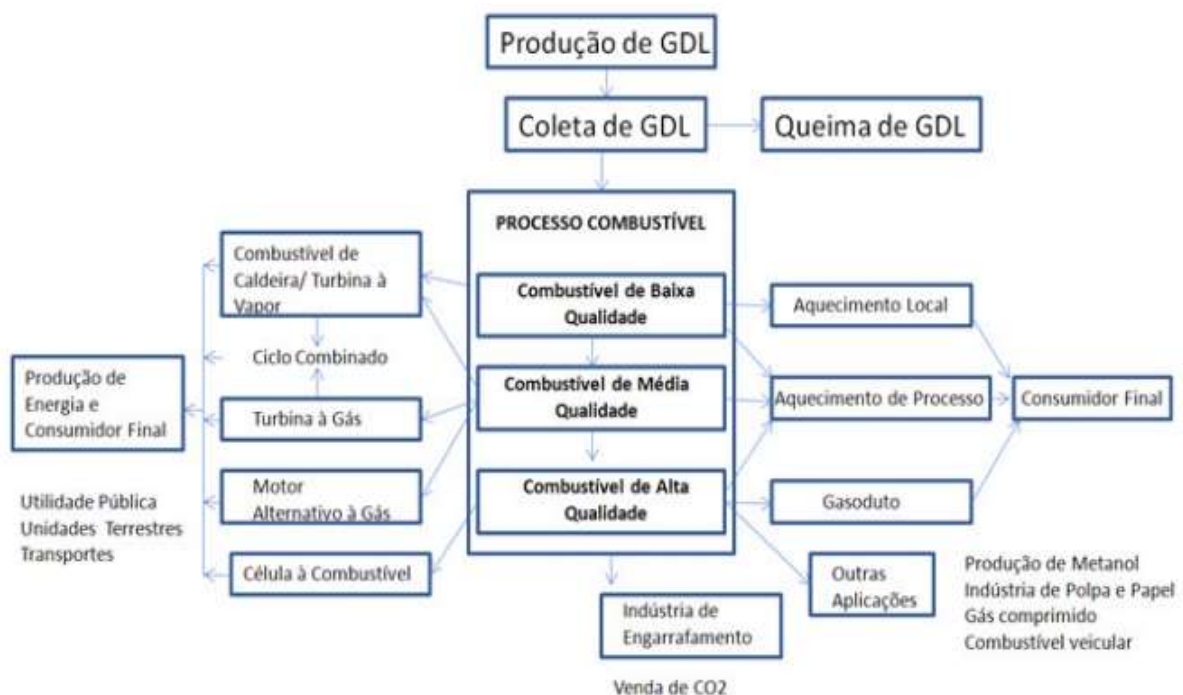 Produção de GDL
Coleta de GDL
Queima de GDL
PROCESSO COMBUSTÍVEL
Combustível de
Caldeira/ Turbina à
Vapor
Combustível de Baixa
Qualidade
Aquecimento Local
Ciclo Combinado
Produção de
Energia e
Consumidor Final
Combustível de Média
Qualidade
Aquecimento de Processo
Consumidor Final
Turbina à Gás
Motor
Alternativo à Gás
Combustível de Alta
Qualidade
Gasoduto
Utilidade Pública
Unidades Terrestres
Transportes
Célula à Combustível
Outras
Aplicações
Produção de Metanol
Indústria de Polpa e Papel
Gás comprimido
Combustível veicular
Indústria de
Engarrafamento
Venda de CO2